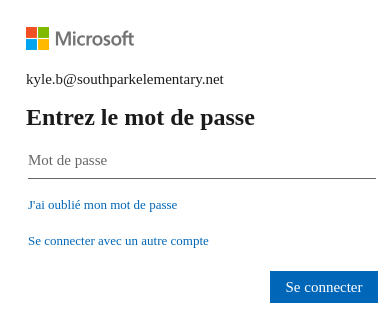 Microsoft
kyle.b@southparkelementary.net
Entrez le mot de passe
Mot de passe
J'ai oublié mon mot de passe
Se connecter avec un autre compte
Se connecter